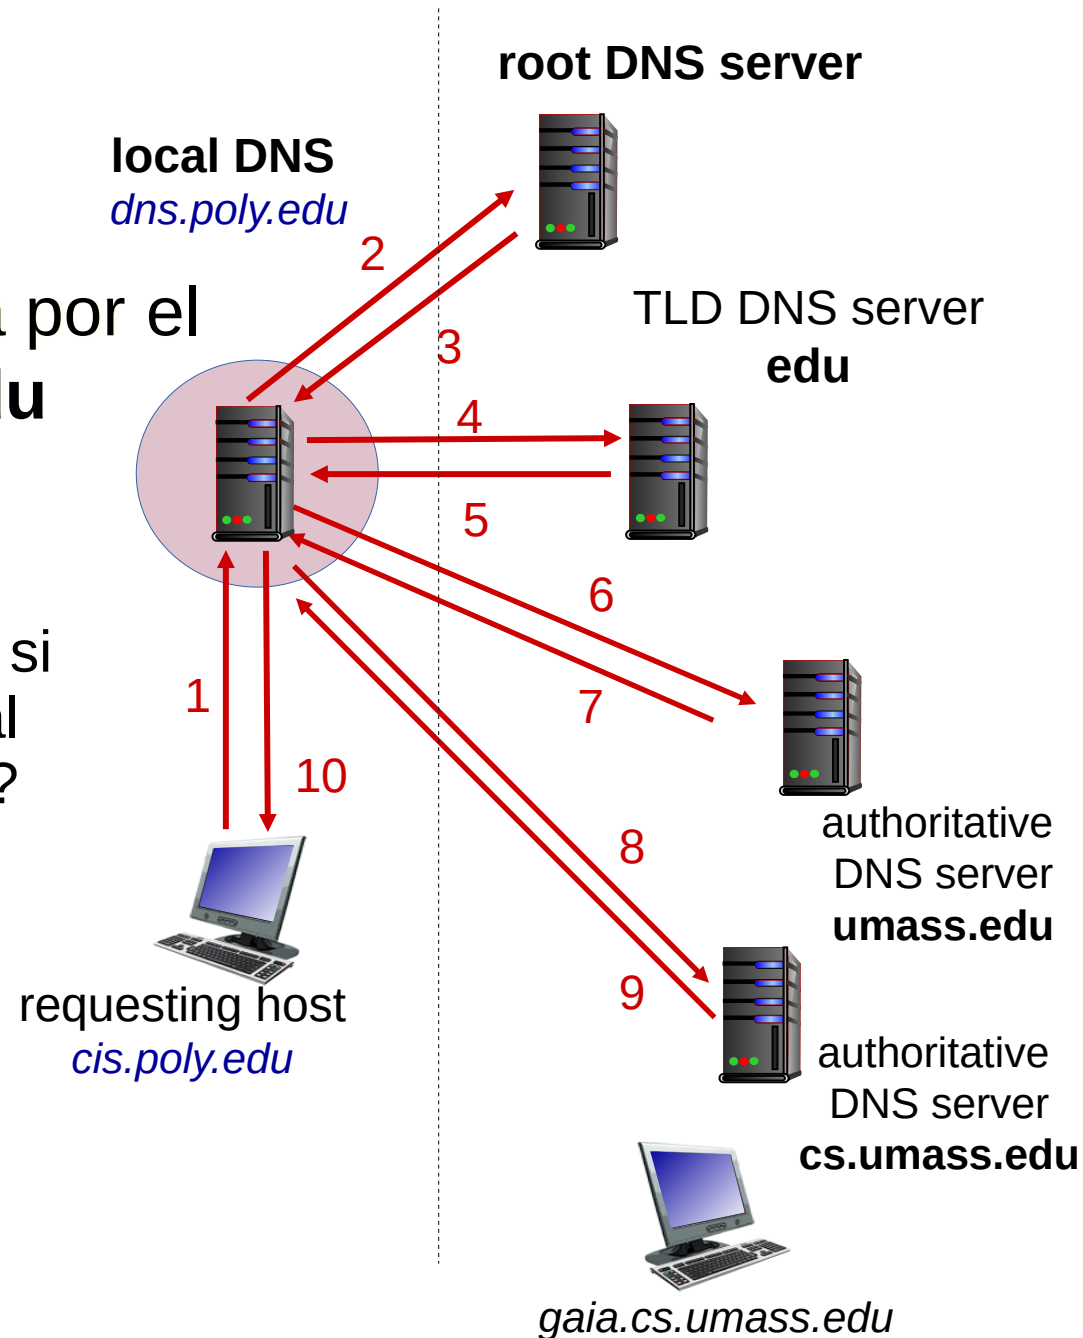 root DNS server
local DNS
dns.poly.edu
2
por el
TLD DNS server
3
edu
4
5
6
si
1
7
?
10
8
authoritative
DNS server
umass.edu
9
requesting host
authoritative
cis.poly.edu
DNS server
cs.umass.edu
gaia.cs.umass.edu